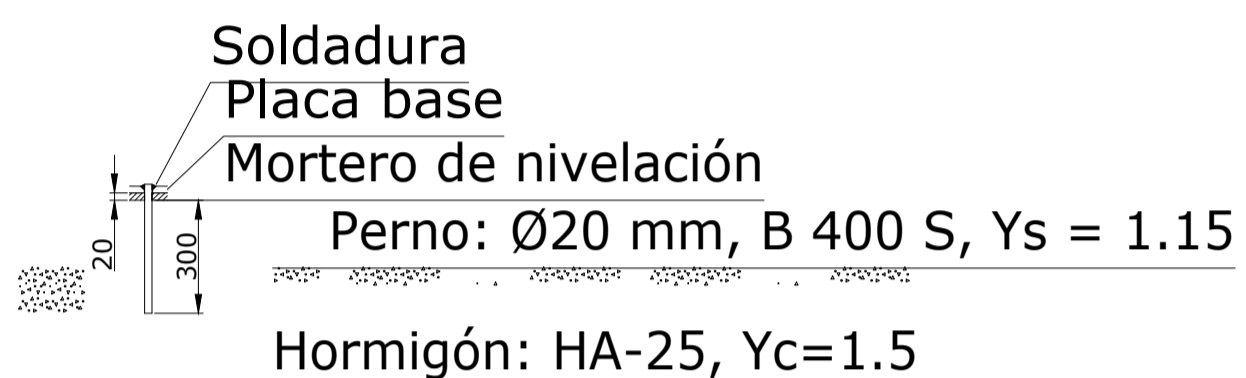 Soldadura
Placa base
Mortero de nivelación
Perno: Ø20 mm, B 400 S, Ys = 1.15
20
300
Hormigón: HA-25, Yc=1.5